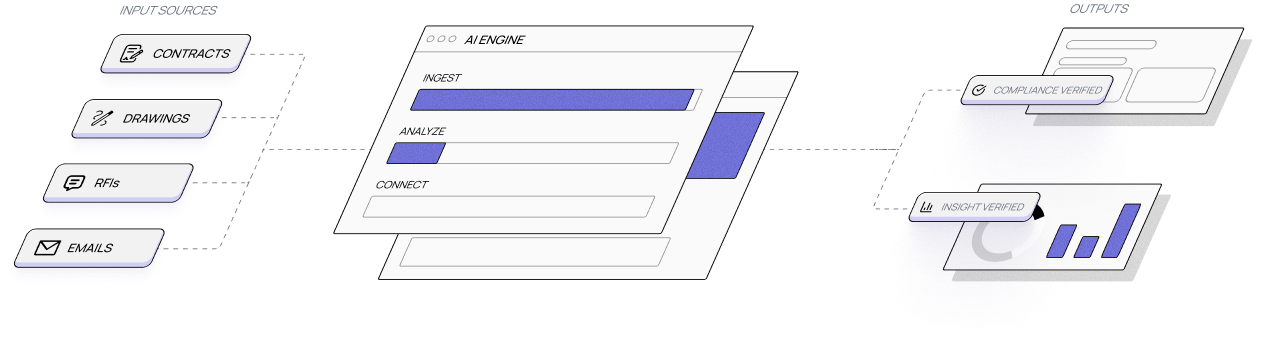 INPUT SOURCES
CONTRACTS
DRAWINGS
RFIs
EMAILS
AI ENGINE
INGEST
ANALYZE
CONNECT
OUTPUTS
COMPLIANCE VERIFIED
INSIGHT VERIFIED